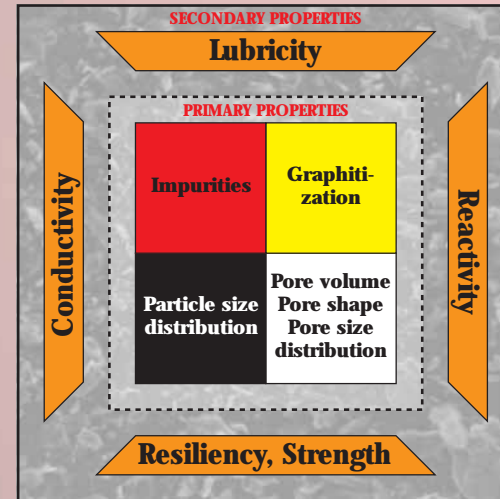 SECONDARY PROPERTIES
Lubricity
PRIMARY PROPERTIES
Impurities
Graphiti-
zation
Conductivity
Reactivity
Particle size
distribution
Pore volume
Pore shape
Pore size
distribution
Resiliency, Strength